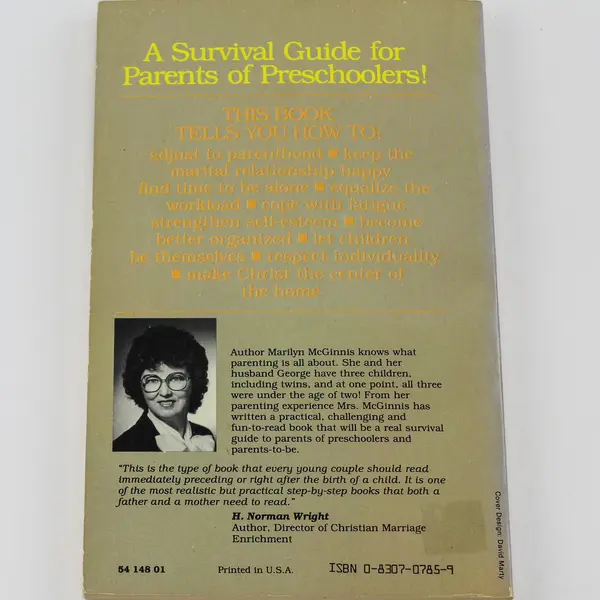 A Survival Guide for
Parents of Preschoolers!
THIS BOOK
TELLS YOU HOW TO:
adjust to parenthood ■ keep the
marital relationship happy
find time to be alone ■ equalize the
workload ■ cope with fatigue
strengthen self-esteem ■ become
better organized ■ let children
be themselves ■ respect individuality
■ make Christ the center of
the home
Author Marilyn McGinnis knows what
parenting is all about. She and her
husband George have three children,
including twins, and at one point, all three
were under the age of two! From her
parenting experience Mrs. McGinnis has
written a practical, challenging and
fun-to-read book that will be a real survival
guide to parents of preschoolers and
parents-to-be.
"This is the type of book that every young couple should read
immediately preceding or right after the birth of a child. It is one
of the most realistic but practical step-by-step books that both a
father and a mother need to read."
H. Norman Wright
Author, Director of Christian Marriage
Enrichment
Cover Design: David Marty
54 148 01
Printed in U.S.A.
ISBN 0-8307-0785-9